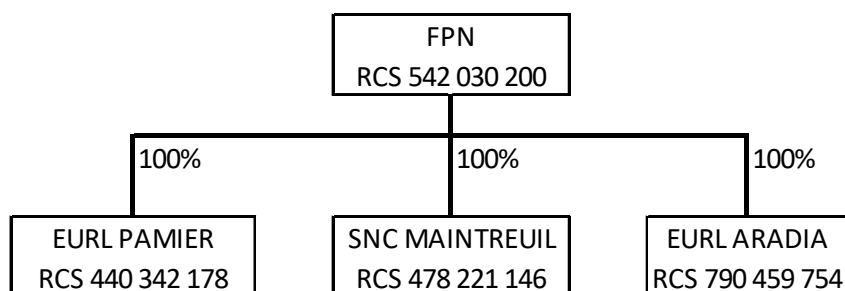 FPN
RCS 542 030 200
100%
100%
100%
EURL PAMIER
RCS 440 342 178
SNC MAINTREUIL
RCS 478 221 146
EURL ARADIA
RCS 790 459 754